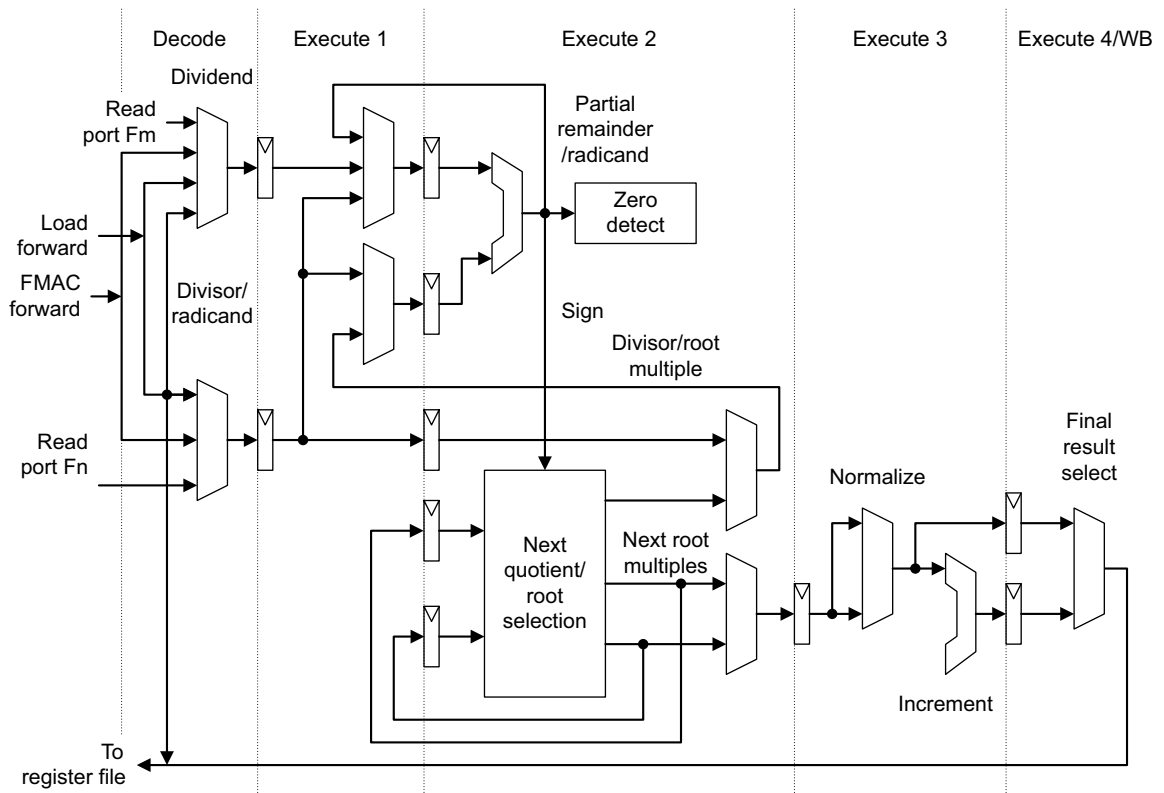 Decode
Execute 1
Execute 2
Execute 3
Execute 4/WB
Dividend
Read
port Fm
Partial
remainder
/radicand
Zero
detect
Load
forward
FMAC
forward
Divisor/
radicand
Sign
Divisor/root
multiple
Read
port Fn
Final
result
select
Normalize
Next
quotient/
root
selection
Next root
multiples
Increment
To
register file